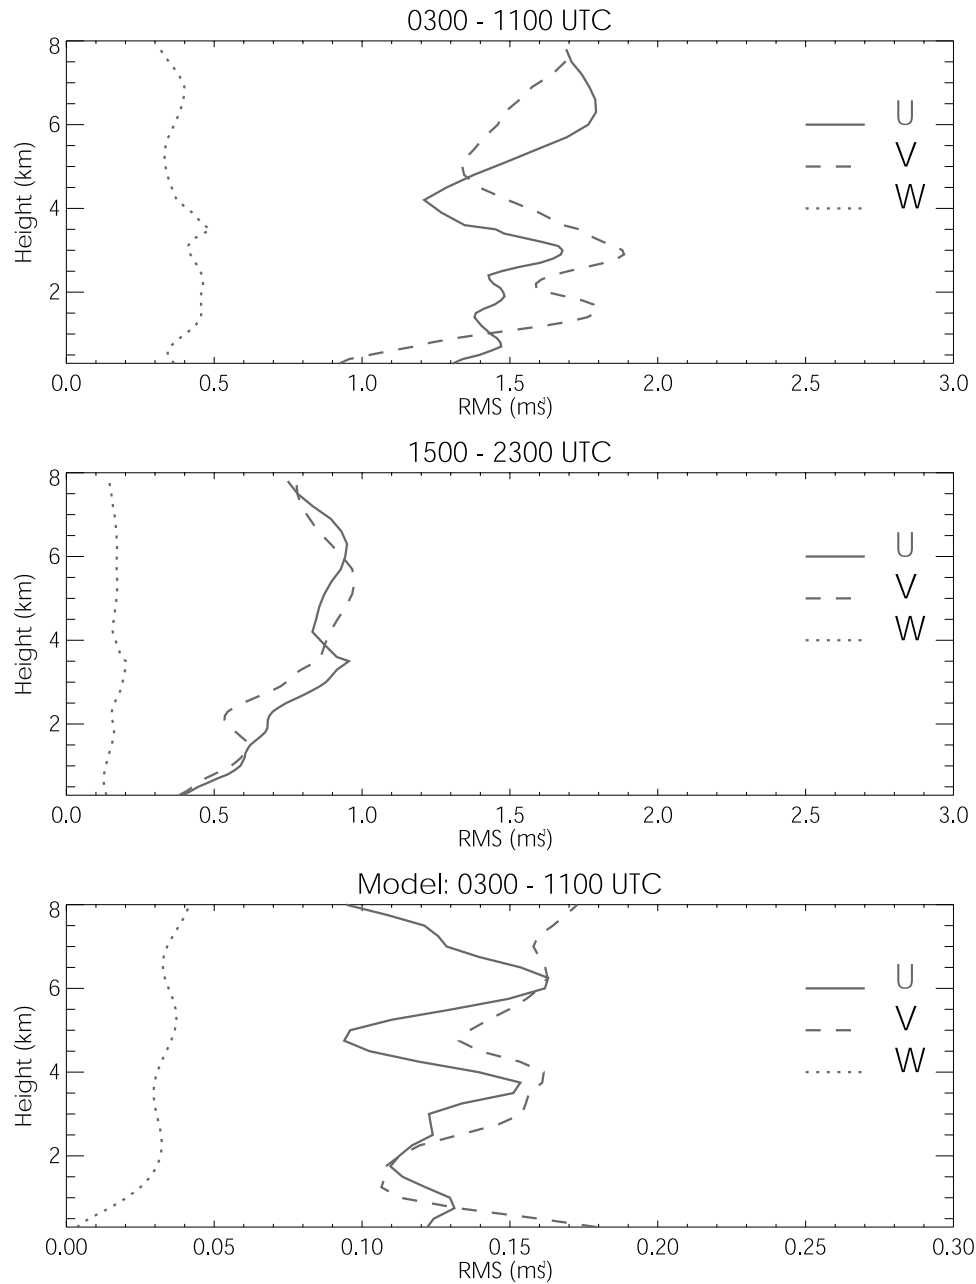 0300 - 1100 UTC
8
6
4
2
Height (km)
U
V
W
0.0 0.5 1.0 1.5 2.0 2.5 3.0
RMS (ms-1)
1500 - 2300 UTC
8
6
4
2
Height (km)
U
V
W
0.0 0.5 1.0 1.5 2.0 2.5 3.0
RMS (ms-1)
Model: 0300 - 1100 UTC
8
6
4
2
Height (km)
U
V
W
0.00 0.05 0.10 0.15 0.20 0.25 0.30
RMS (ms-1)